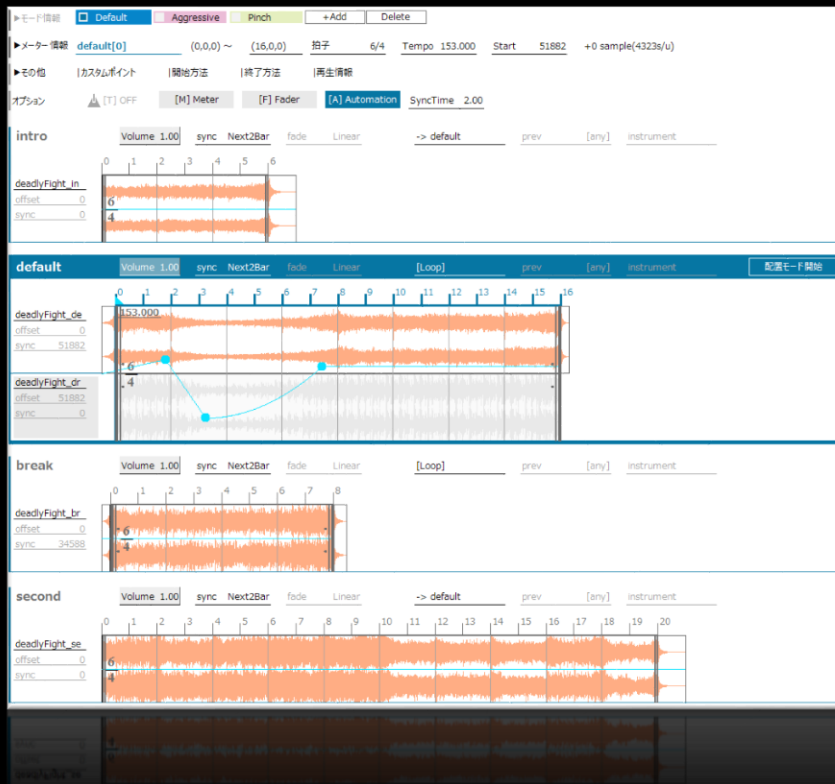 ▶モード情報 Default Aggressive Pinch +Add Delete
▶メーター情報 default[0] (0,0,0) ～ (16,0,0) 拍子 6/4 Tempo 153.000 Start 51882 +0 sample(4323s/u)
▶その他 |カスタムポイント |開始方法 |終了方法 |再生情報
オプション [T] OFF [M] Meter [F] Fader [A] Automation SyncTime 2.00
intro Volume 1.00 sync Next2Bar fade Linear -> default prev [any] instrument
0 1 2 3 4 5 6
deadlyFight_in
offset 0
sync 0
6
4
default Volume 1.00 sync Next2Bar fade Linear [Loop] prev [any] instrument 配置モード開始
0 1 2 3 4 5 6 7 8 9 10 11 12 13 14 15 16
153.000
deadlyFight_de
offset 0
sync 51882
6
4
deadlyFight_dr
offset 51882
sync 0
break Volume 1.00 sync Next2Bar fade Linear [Loop] prev [any] instrument
0 1 2 3 4 5 6 7 8
deadlyFight_br
offset 0
sync 34588
6
4
second Volume 1.00 sync Next2Bar fade Linear -> default prev [any] instrument
0 1 2 3 4 5 6 7 8 9 10 11 12 13 14 15 16 17 18 19 20
deadlyFight_se
offset 0
sync 0
6
4